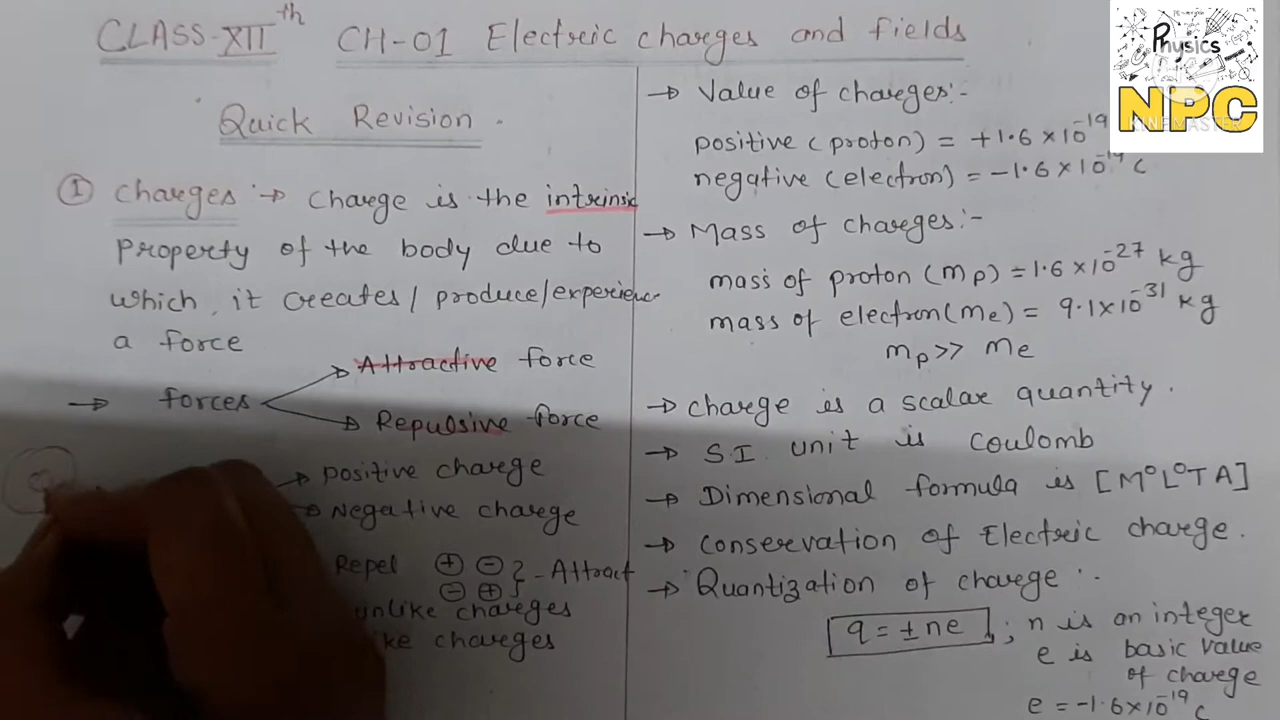 CLASS-XIIth CH-01 Electric charges and fields
Quick Revision.
① Charges → Charge is the intrinsic
Property of the body due to
which, it creates/produce/experience
a force
→ forces → Attractive force
→ Repulsive force
→ Positive charge
→ Negative charge
Repel ⊕ ⊖ } - Attract
⊖ ⊕ }
unlike charges
like charges
→ Value of charges:-
positive (proton) = +1.6 ×10⁻¹⁹
negative (electron) = -1.6 ×10⁻¹⁹ C
→ Mass of charges:-
mass of proton (mp) = 1.6 ×10⁻²⁷ kg
mass of electron (me) = 9.1×10⁻³¹ kg
mp >> me
→ charge is a scalar quantity.
→ S.I. unit is coulomb
→ Dimensional formula is [M⁰L⁰T A]
→ conservation of Electric charge.
→ Quantization of charge :-
q = ±ne ; n is an integer
e is basic value
of charge
e = -1.6×10⁻¹⁹ C
Physics
NPC
KINEMASTER